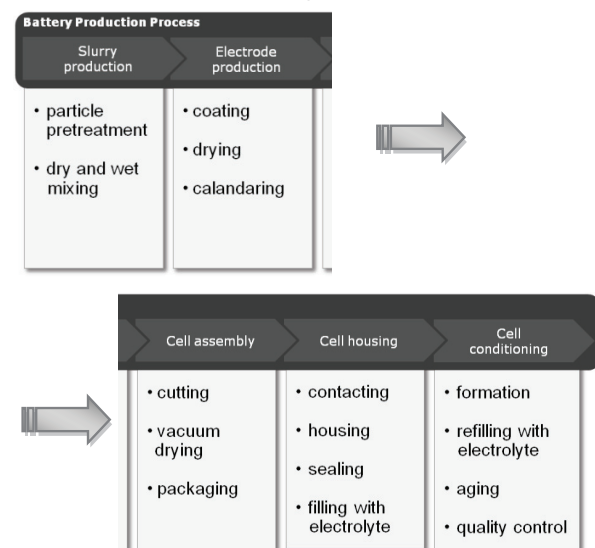 Battery Production Process
Slurry
production
Electrode
production
• particle
pretreatment
• dry and wet
mixing
• coating
• drying
• calandaring
Cell assembly
Cell housing
Cell
conditioning
• cutting
• vacuum
drying
• packaging
• contacting
• housing
• sealing
• filling with
electrolyte
• formation
• refilling with
electrolyte
• aging
• quality control